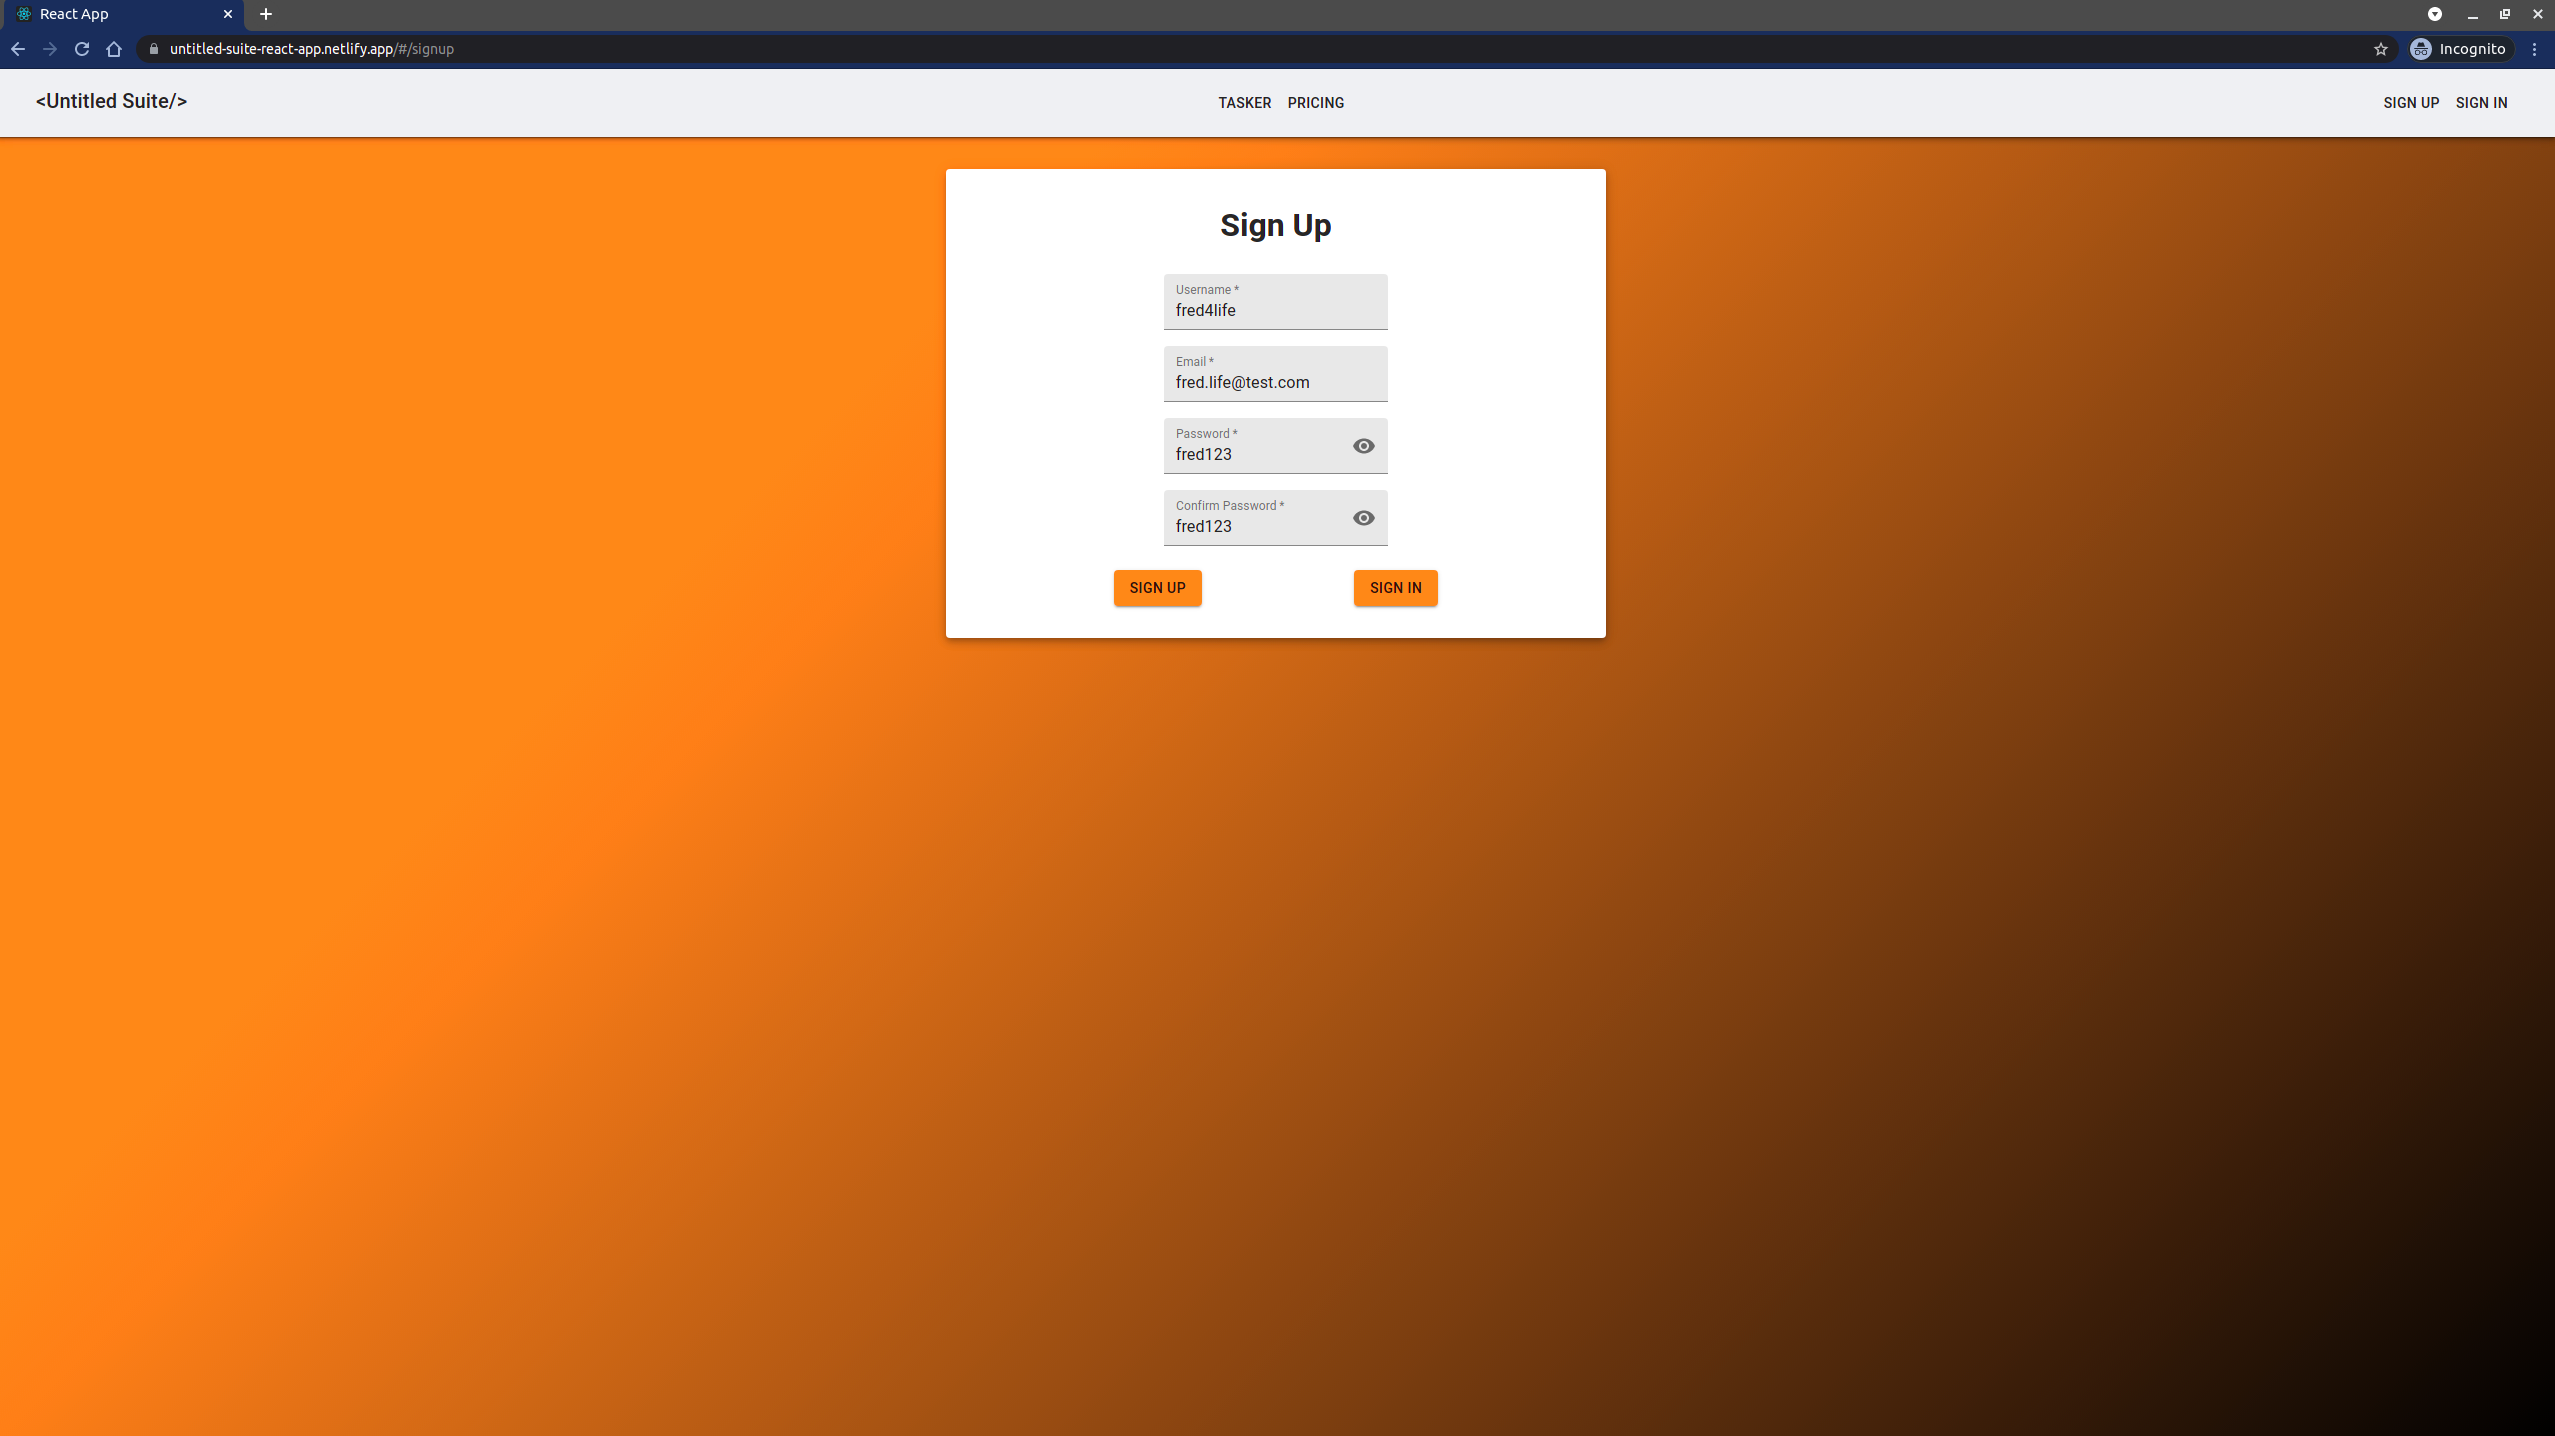 React App
untitled-suite-react-app.netlify.app/#/signup
Incognito
<Untitled Suite/>
TASKER PRICING
SIGN UP SIGN IN
Sign Up
Username *
fred4life
Email *
fred.life@test.com
Password *
fred123
Confirm Password *
fred123
SIGN UP SIGN IN